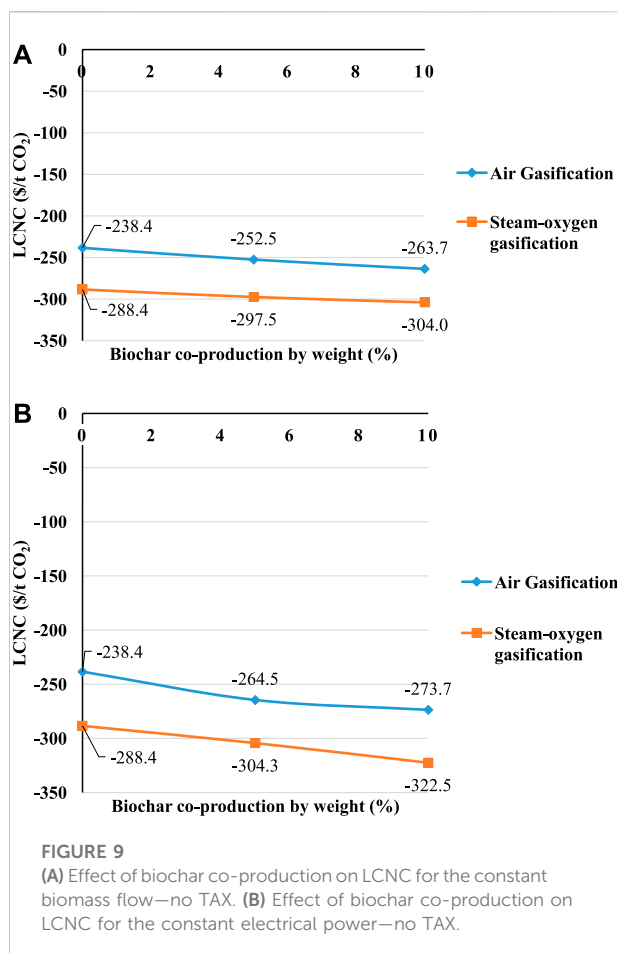 A
0
0 2 4 6 8 10
-50
-100
-150
-200
-250
-300
-350
LCNC ($/t CO₂)
-238.4
-252.5
-263.7
-288.4
-297.5
-304.0
Biochar co-production by weight (%)
Air Gasification
Steam-oxygen
gasification
B
0
0 2 4 6 8 10
-50
-100
-150
-200
-250
-300
-350
LCNC ($/t CO₂)
-238.4
-264.5
-273.7
-288.4
-304.3
-322.5
Biochar co-production by weight (%)
Air Gasification
Steam-oxygen
gasification
FIGURE 9
(A) Effect of biochar co-production on LCNC for the constant
biomass flow—no TAX. (B) Effect of biochar co-production on
LCNC for the constant electrical power—no TAX.